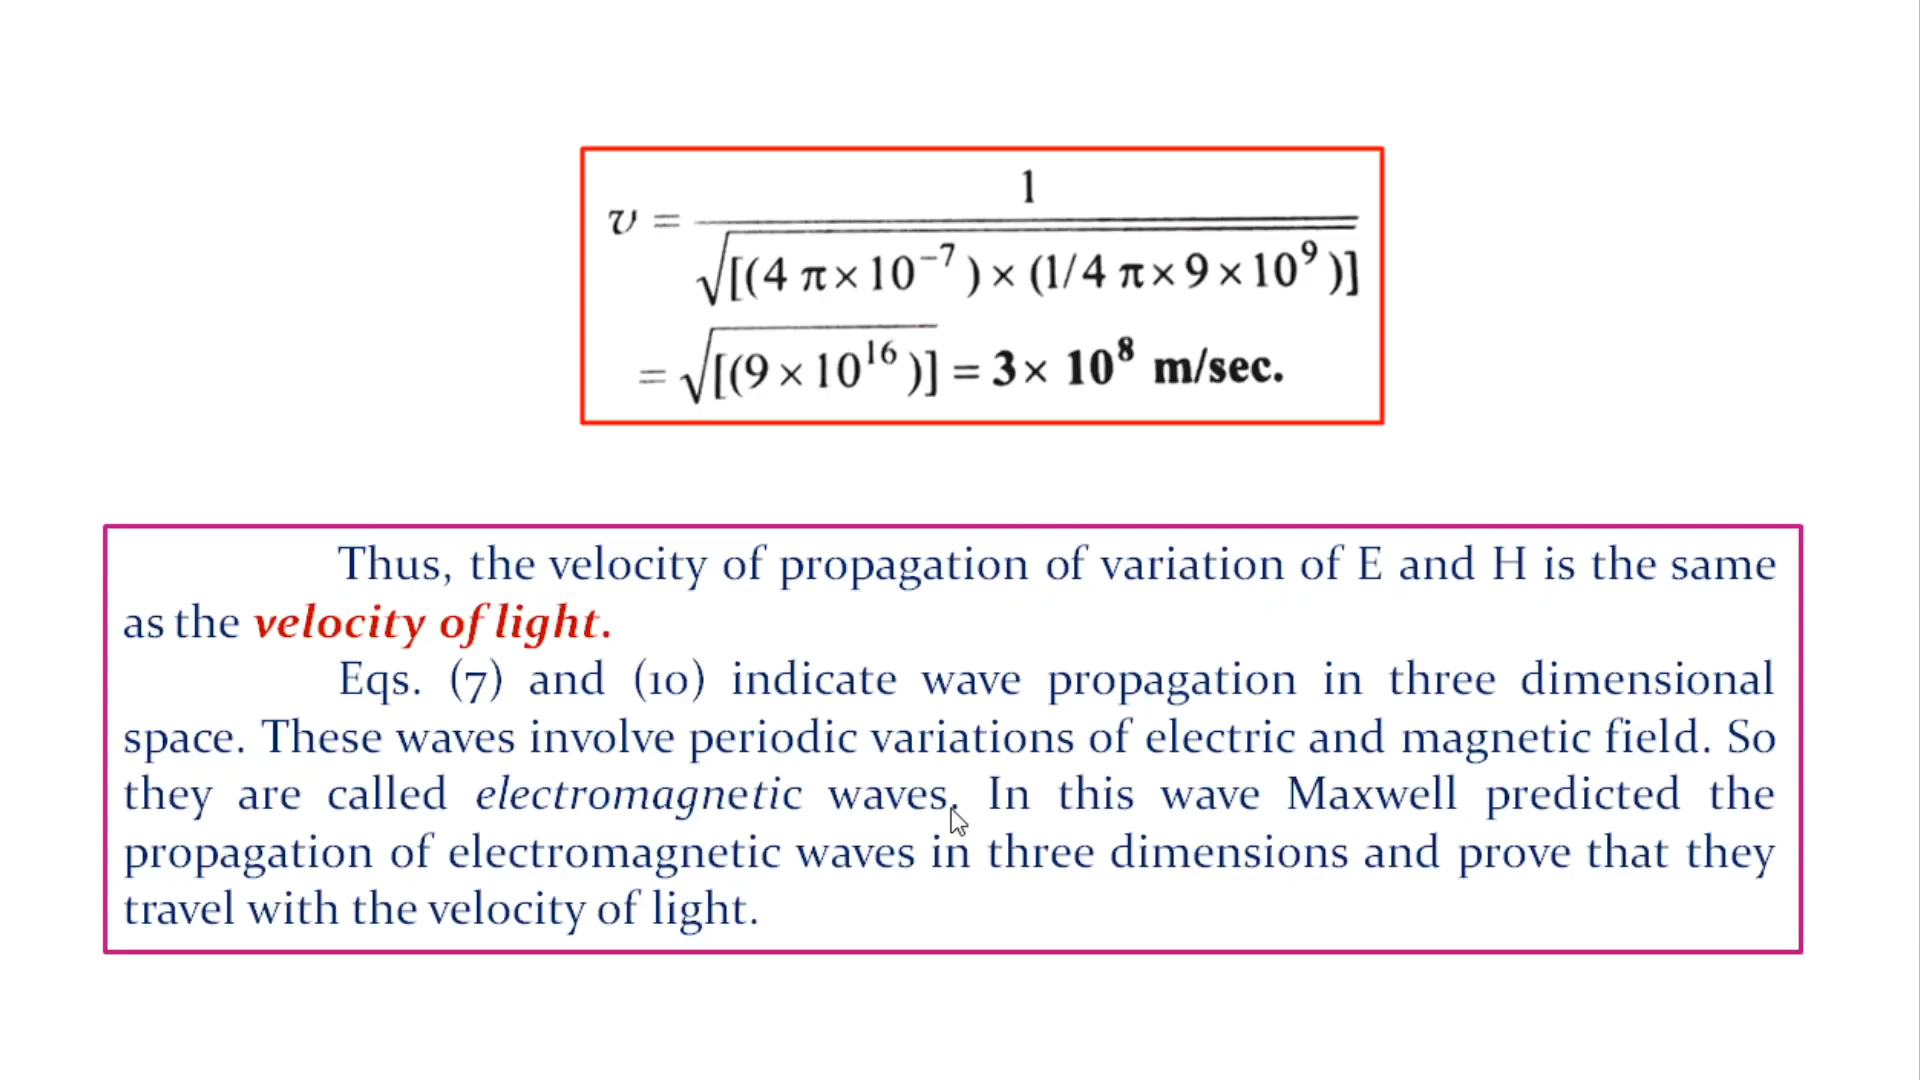 v = 1 / √[(4 π×10⁻⁷) × (1/4 π×9×10⁹)]
= √[(9×10¹⁶)] = 3× 10⁸ m/sec.
Thus, the velocity of propagation of variation of E and H is the same
as the velocity of light.
Eqs. (7) and (10) indicate wave propagation in three dimensional
space. These waves involve periodic variations of electric and magnetic field. So
they are called electromagnetic waves. In this wave Maxwell predicted the
propagation of electromagnetic waves in three dimensions and prove that they
travel with the velocity of light.